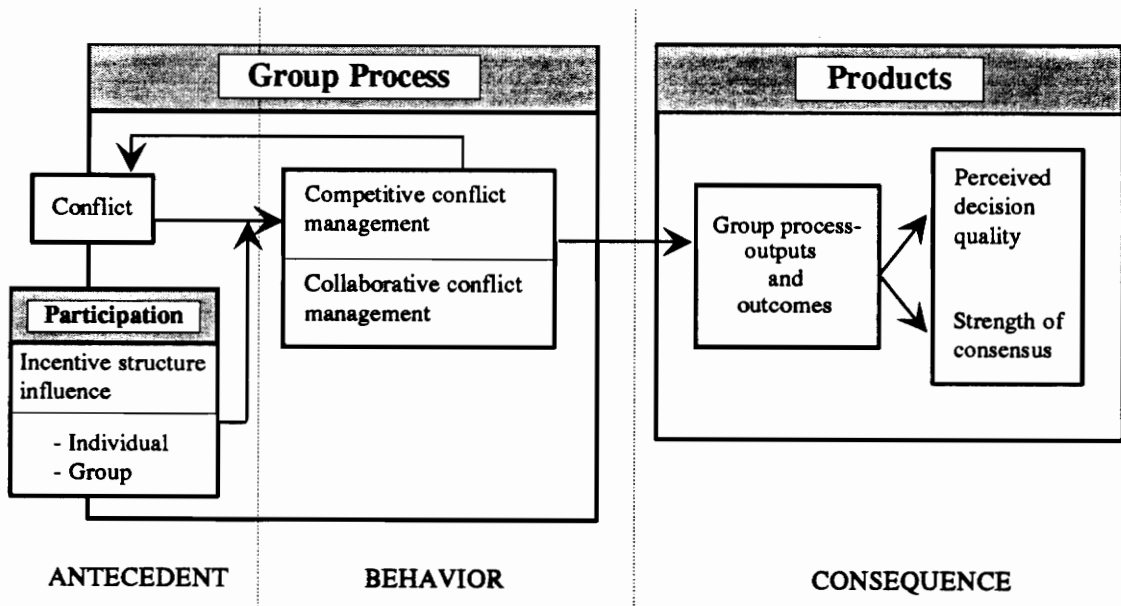 Group Process
Products
Conflict
Competitive conflict
management
Collaborative conflict
management
Participation
Incentive structure
influence
- Individual
- Group
Group process-
outputs
and
outcomes
Perceived
decision
quality
Strength of
consensus
ANTECEDENT
BEHAVIOR
CONSEQUENCE